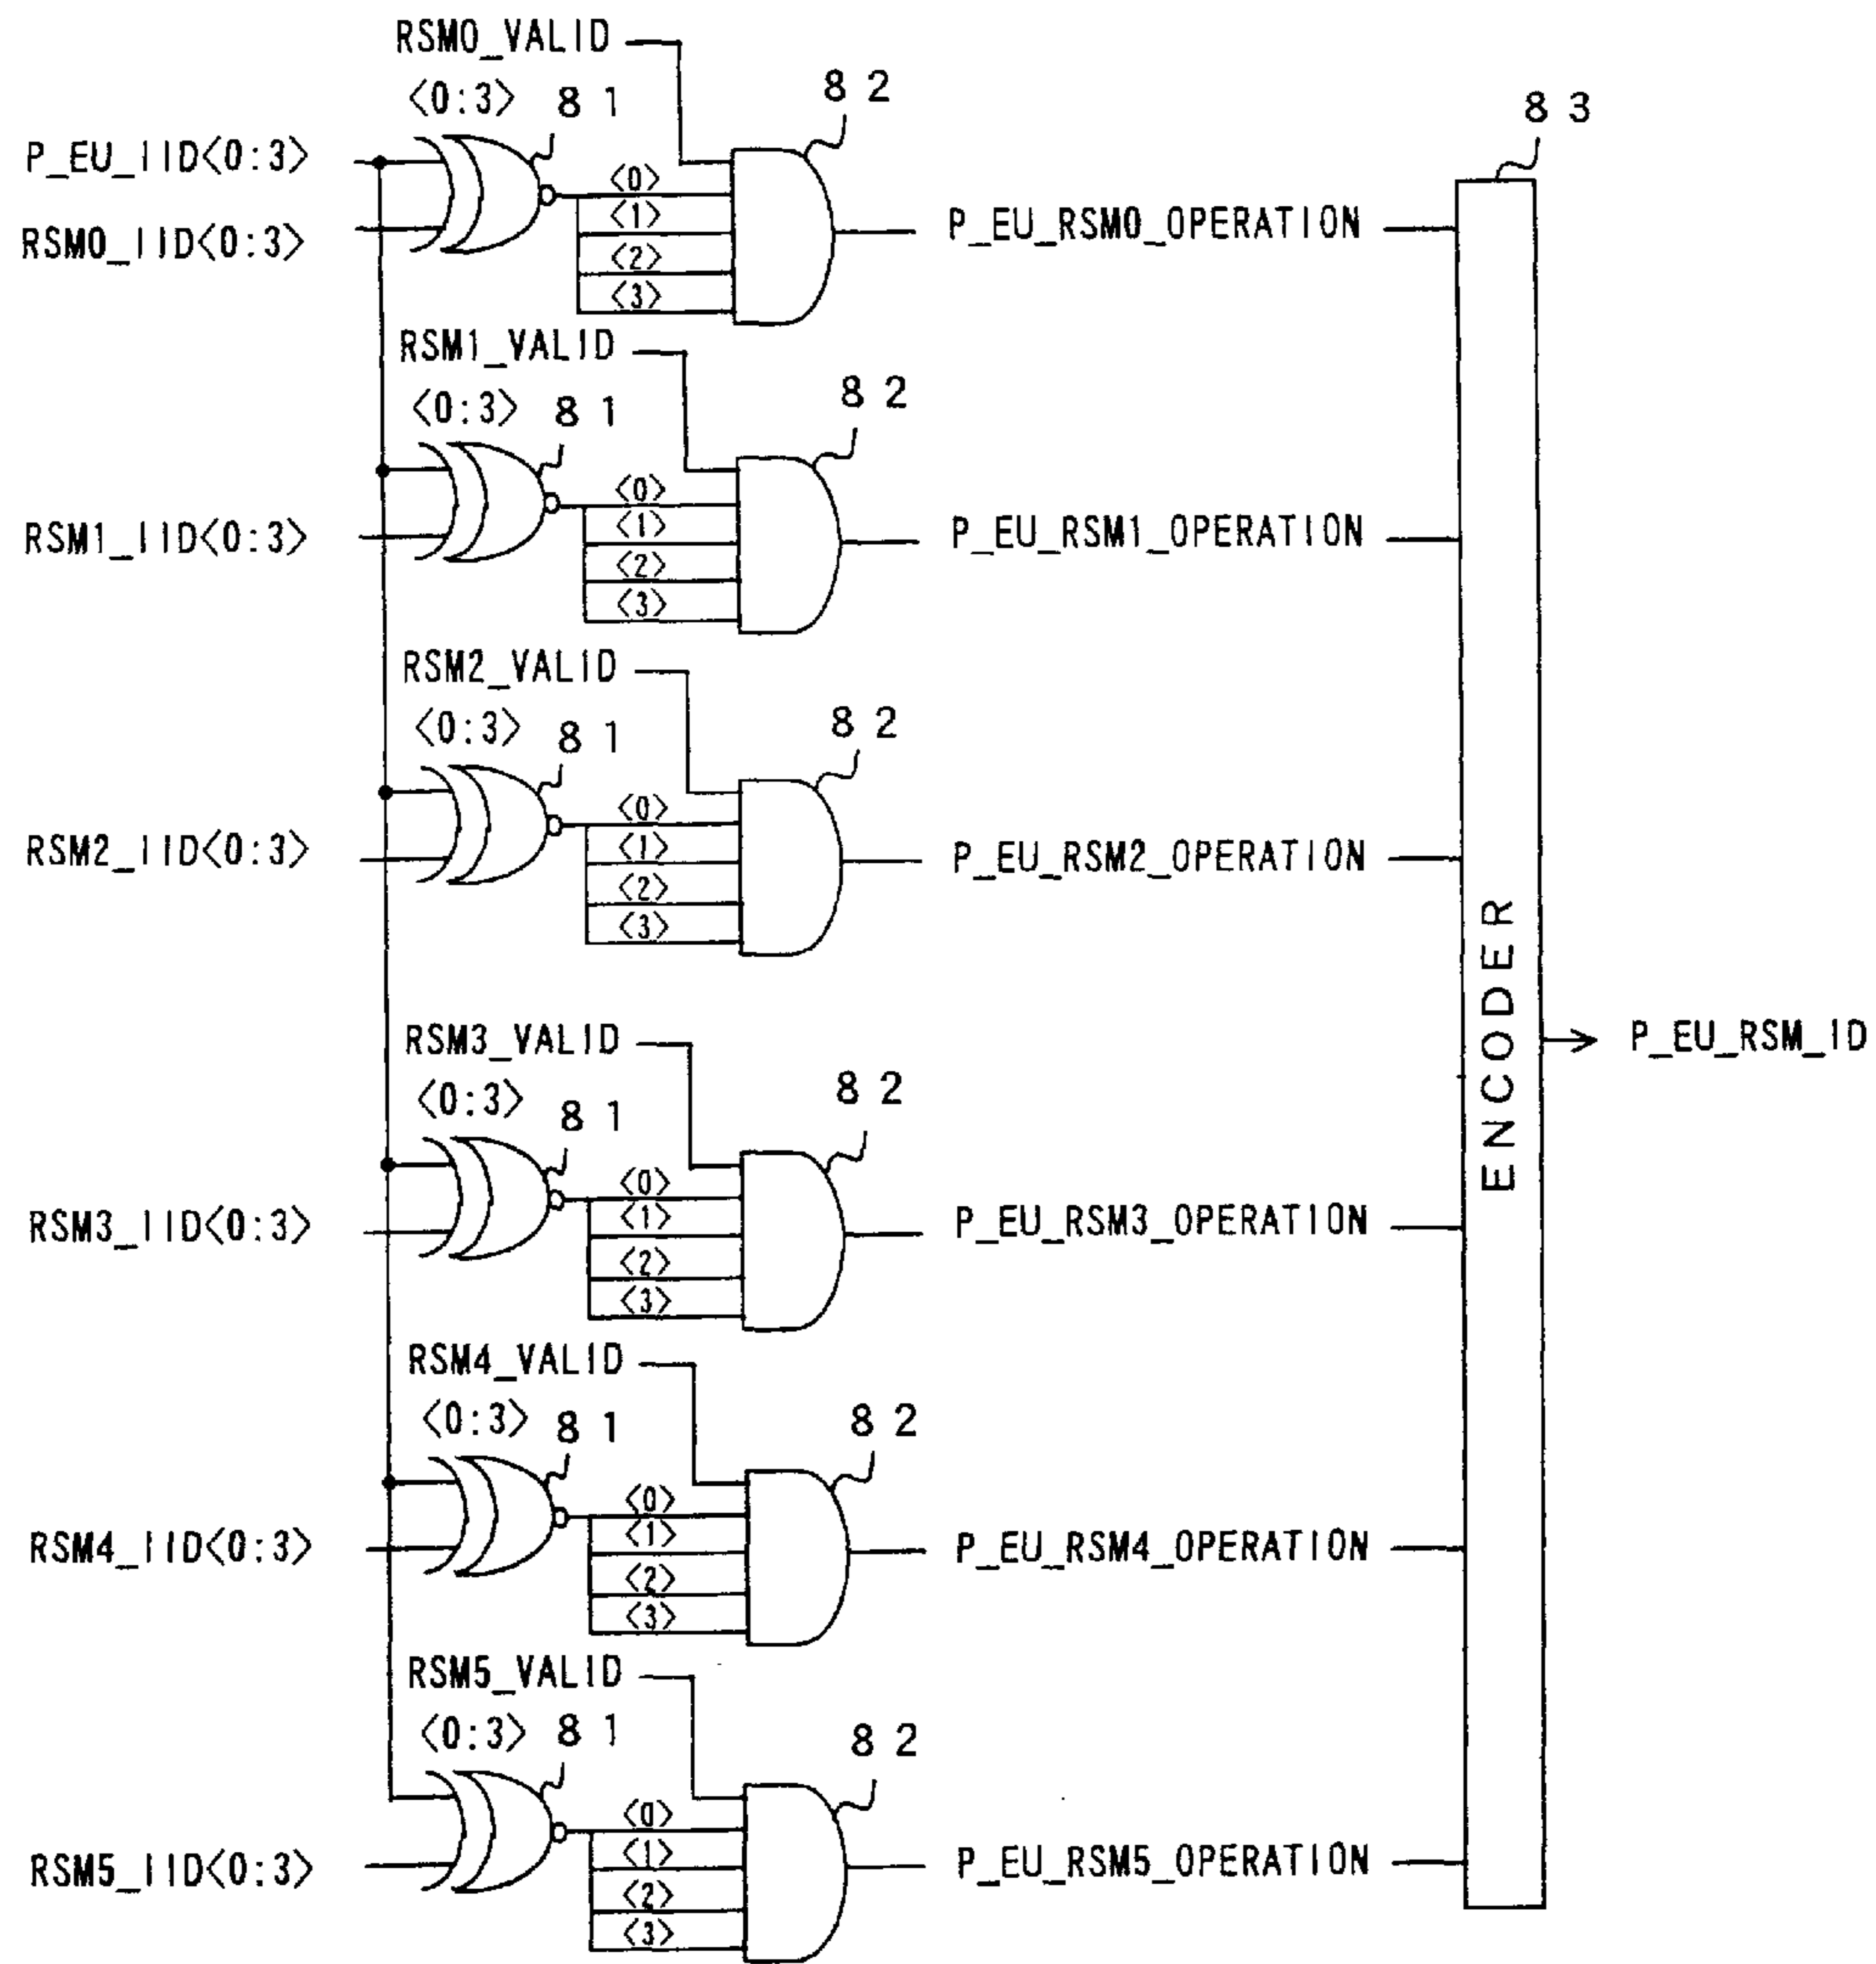 RSM0_VALID
<0:3> 81
82
83
P_EU_IID<0:3>
<0>
<1>
RSM0_IID<0:3>
P_EU_RSM0_OPERATION
<2>
<3>
RSM1_VALID
<0:3> 81
82
<0>
<1>
RSM1_IID<0:3>
P_EU_RSM1_OPERATION
<2>
<3>
RSM2_VALID
<0:3> 81
82
<0>
<1>
RSM2_IID<0:3>
P_EU_RSM2_OPERATION
<2>
<3>
ENCODER
P_EU_RSM_ID
RSM3_VALID
<0:3> 81
82
<0>
<1>
RSM3_IID<0:3>
P_EU_RSM3_OPERATION
<2>
<3>
RSM4_VALID
<0:3> 81
82
<0>
<1>
RSM4_IID<0:3>
P_EU_RSM4_OPERATION
<2>
<3>
RSM5_VALID
<0:3> 81
82
<0>
<1>
RSM5_IID<0:3>
P_EU_RSM5_OPERATION
<2>
<3>